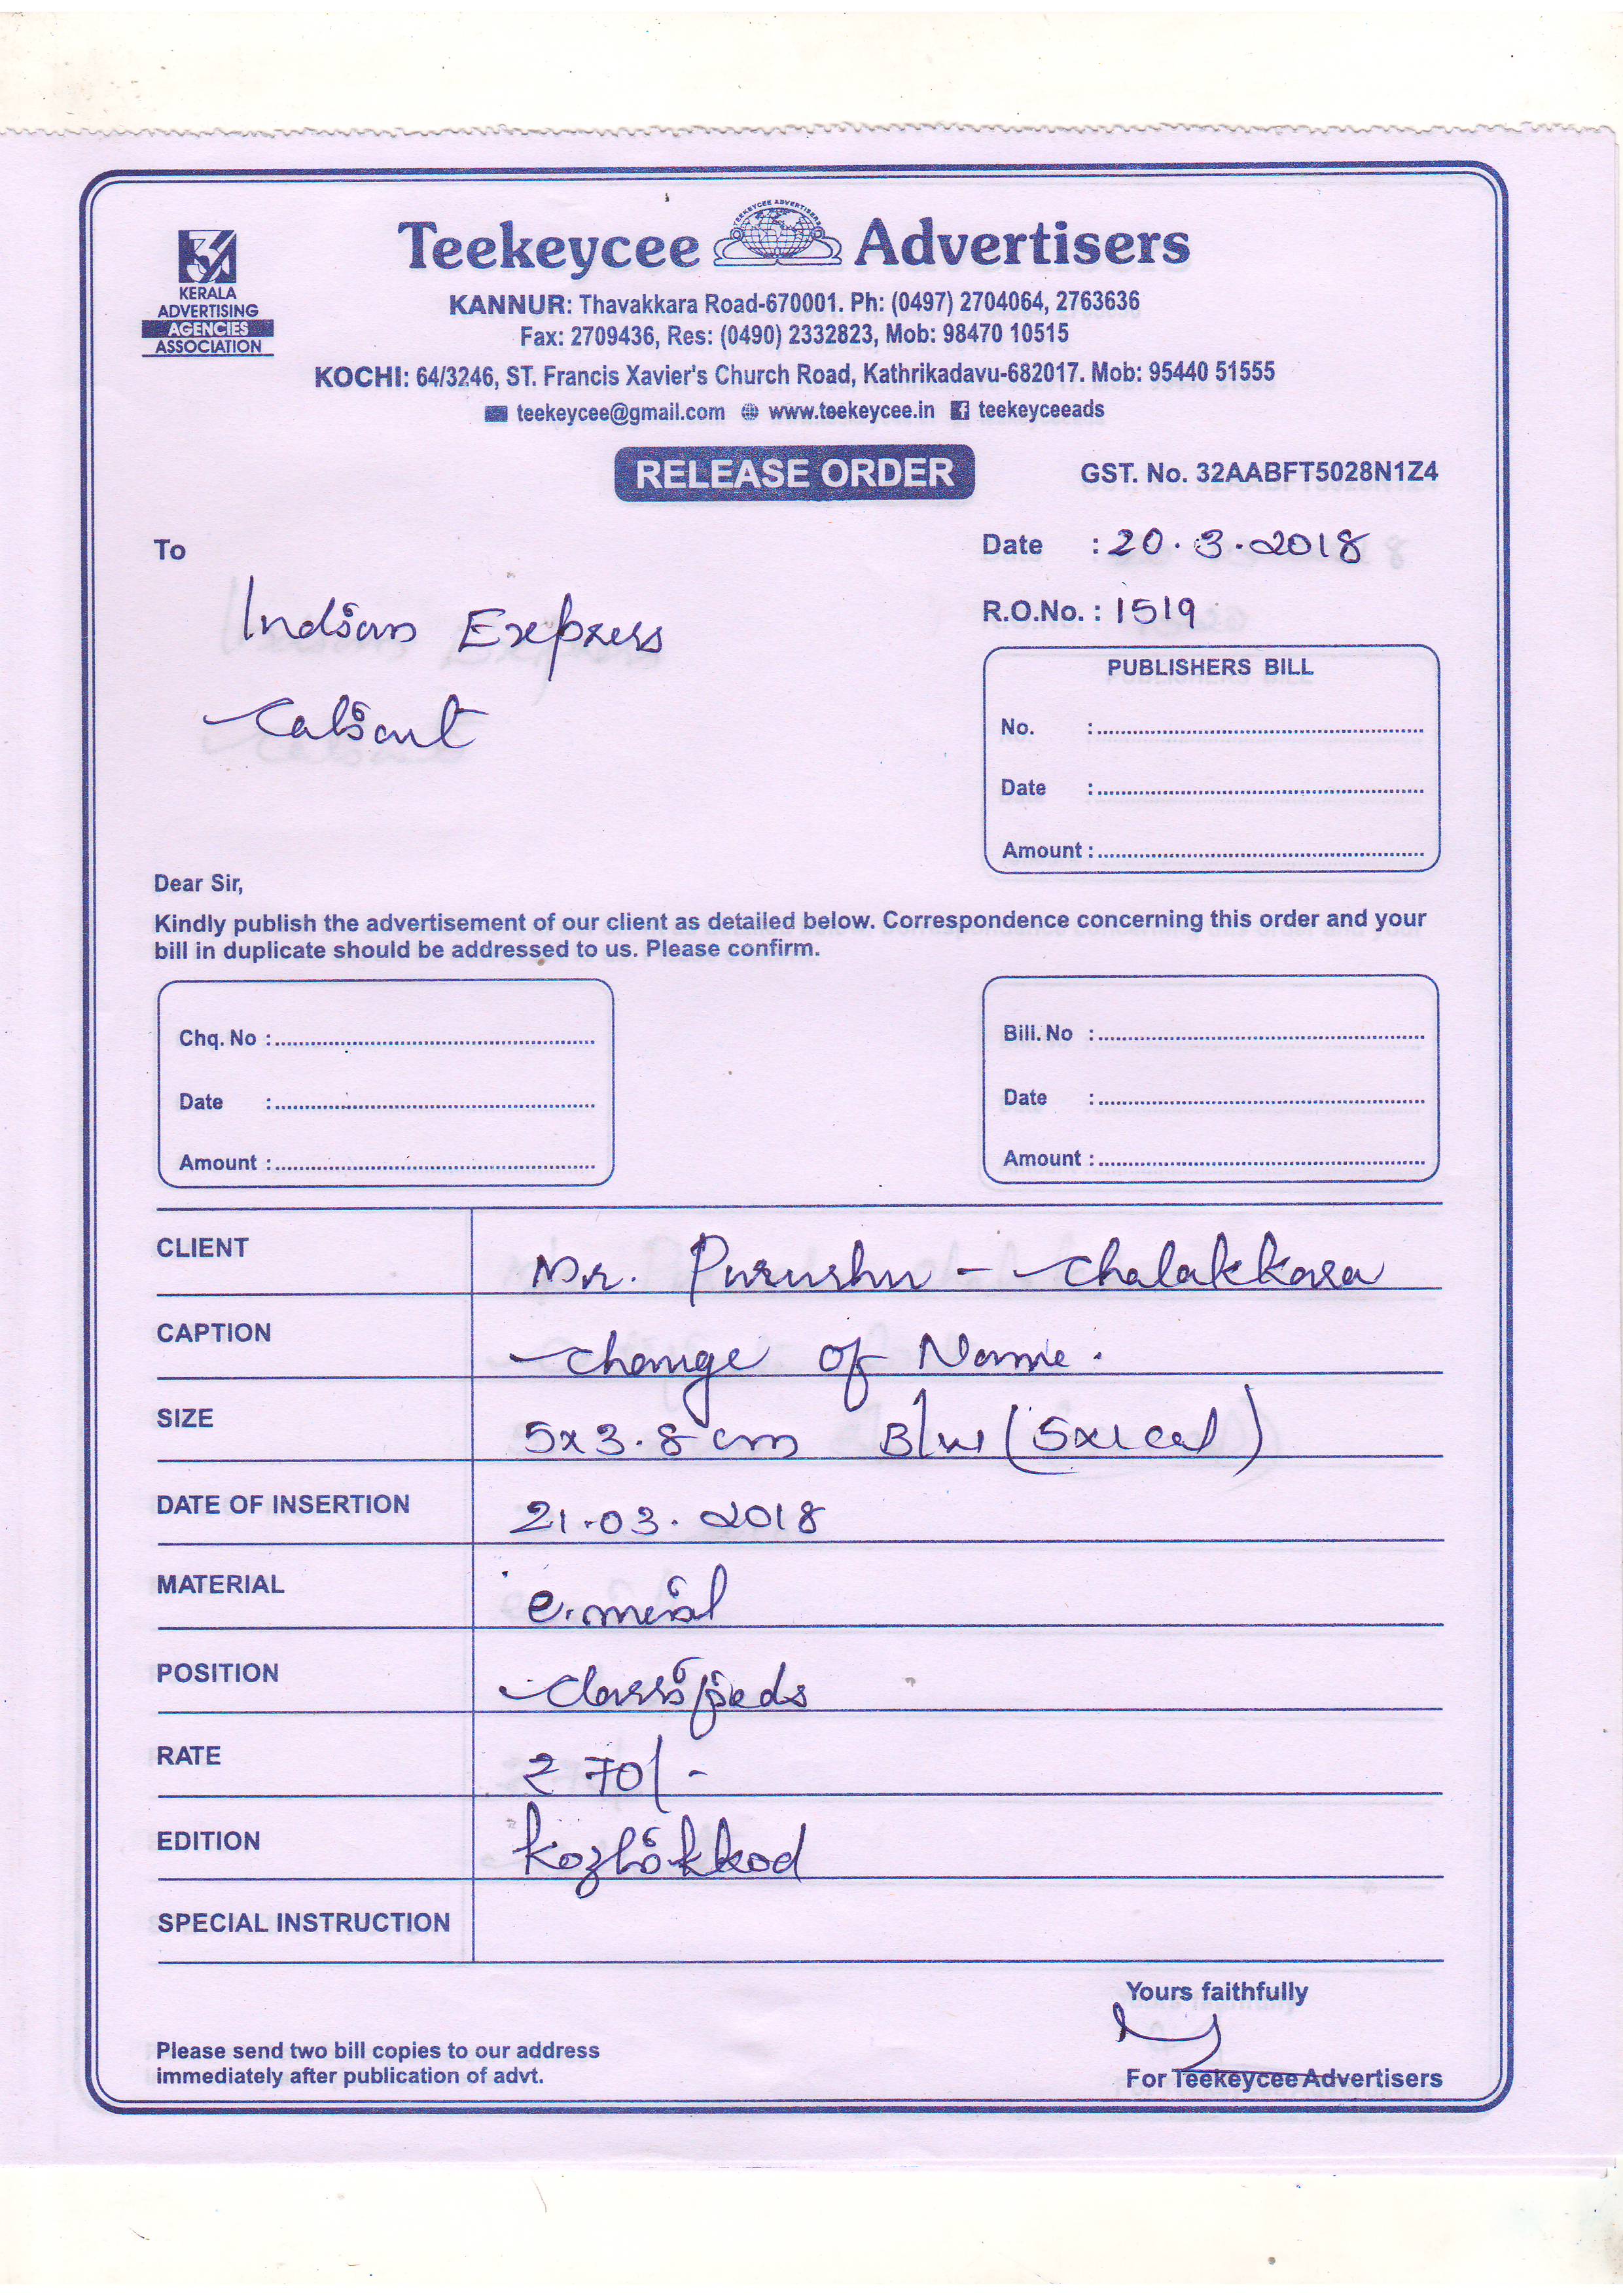 TEEKEYCEE ADVERTISERS
Teekeycee Advertisers
KERALA
ADVERTISING
AGENCIES
ASSOCIATION
KANNUR: Thavakkara Road-670001. Ph: (0497) 2704064, 2763636
Fax: 2709436, Res: (0490) 2332823, Mob: 98470 10515
KOCHI: 64/3246, ST. Francis Xavier's Church Road, Kathrikadavu-682017. Mob: 95440 51555
teekeycee@gmail.com www.teekeycee.in teekeyceeads
RELEASE ORDER GST. No. 32AABFT5028N1Z4
To Date : 20.3.2018
Indian Express R.O.No. : 1519
Calicut
PUBLISHERS BILL
No. :
Date :
Amount :
Dear Sir,
Kindly publish the advertisement of our client as detailed below. Correspondence concerning this order and your
bill in duplicate should be addressed to us. Please confirm.
Chq. No : Bill. No :
Date : Date :
Amount : Amount :
CLIENT Mr. Purushu - Chalakkara
CAPTION Change of Name.
SIZE 5x3.8 cm B/w (5x1 col)
DATE OF INSERTION 21.03.2018
MATERIAL e.mail
POSITION Classifieds
RATE ₹ 70/-
EDITION Kozhikkod
SPECIAL INSTRUCTION
Yours faithfully
Please send two bill copies to our address
immediately after publication of advt. For Teekeycee Advertisers